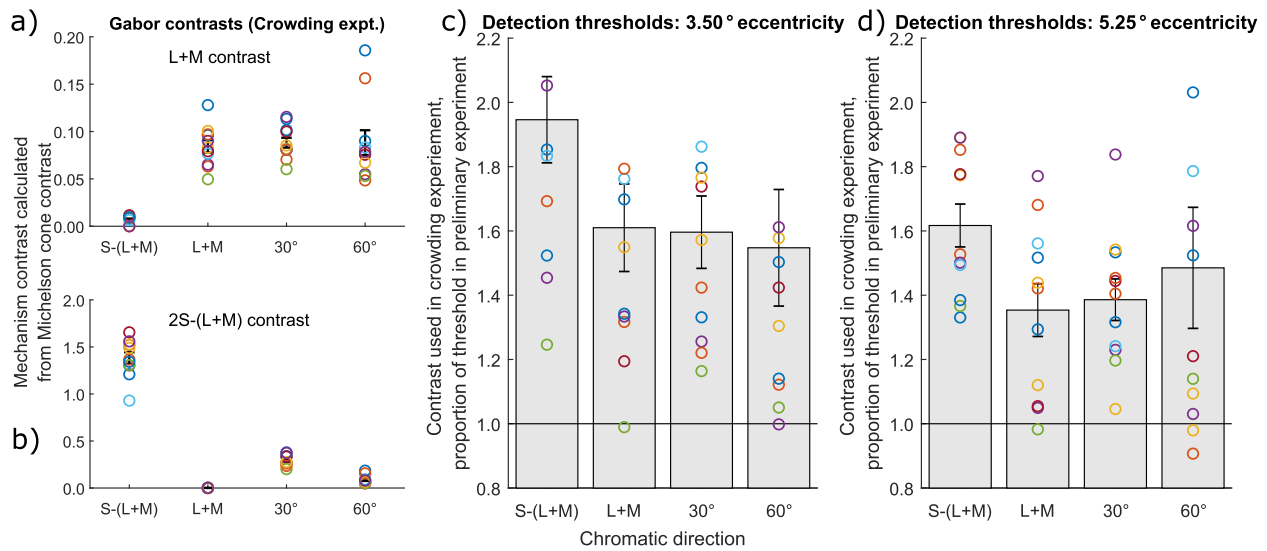 a)
Gabor contrasts (Crowding expt.)
L+M contrast
0.20
0.15
0.10
0.05
0.00
S-(L+M) L+M 30° 60°
Mechanism contrast calculated
from Michelson cone contrast
2S-(L+M) contrast
2.0
1.5
1.0
0.5
0.0
b)
S-(L+M) L+M 30° 60°
c)
Detection thresholds: 3.50° eccentricity
Contrast used in crowding experiement,
proportion of threshold in preliminary experiment
2.2
2.0
1.8
1.6
1.4
1.2
1.0
0.8
S-(L+M) L+M 30° 60°
Chromatic direction
d)
Detection thresholds: 5.25° eccentricity
Contrast used in crowding experiement,
proportion of threshold in preliminary experiment
2.2
2.0
1.8
1.6
1.4
1.2
1.0
0.8
S-(L+M) L+M 30° 60°